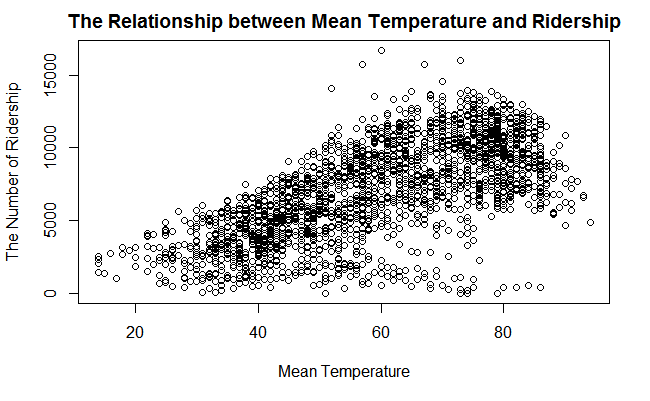 The Relationship between Mean Temperature and Ridership
The Number of Ridership
15000
10000
5000
0
20 40 60 80
Mean Temperature